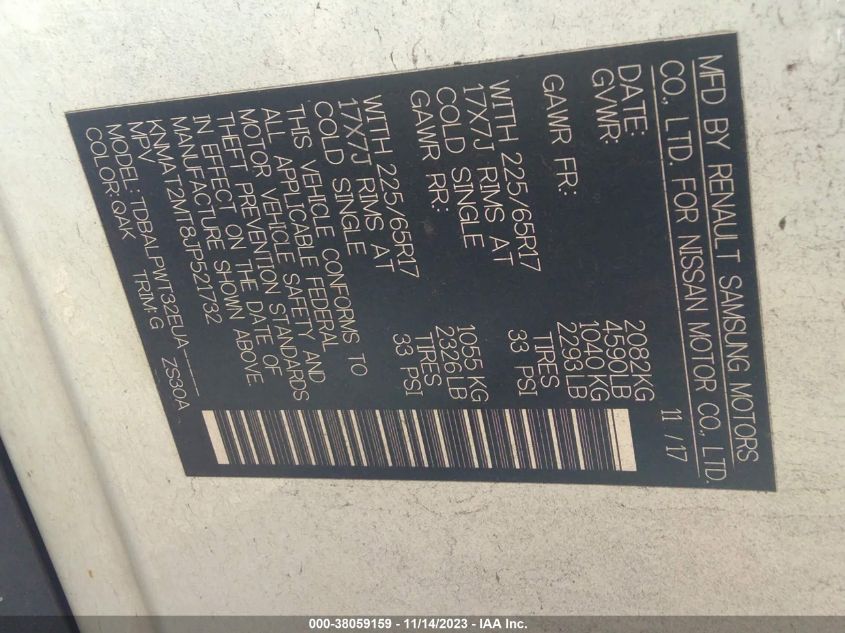 MFD BY RENAULT SAMSUNG MOTORS
CO., LTD. FOR NISSAN MOTOR CO., LTD.
DATE: 11 / 17
GVWR: 2082KG
4590LB
GAWR FR: 1040 KG
2293LB
WITH 225/65R17 TIRES
17X7J RIMS AT 33 PSI
COLD SINGLE
GAWR RR: 1055 KG
2326LB
WITH 225/65R17 TIRES
17X7J RIMS AT 33 PSI
COLD SINGLE
THIS VEHICLE CONFORMS TO
ALL APPLICABLE FEDERAL
MOTOR VEHICLE SAFETY AND
THEFT PREVENTION STANDARDS
IN EFFECT ON THE DATE OF
MANUFACTURE SHOWN ABOVE
KNMAT2MT8JP521732
MPV
MODEL: TDBALPWT32EUA-----
COLOR: QAK TRIM: G ZS30A
000-38059159 - 11/14/2023 - IAA Inc.